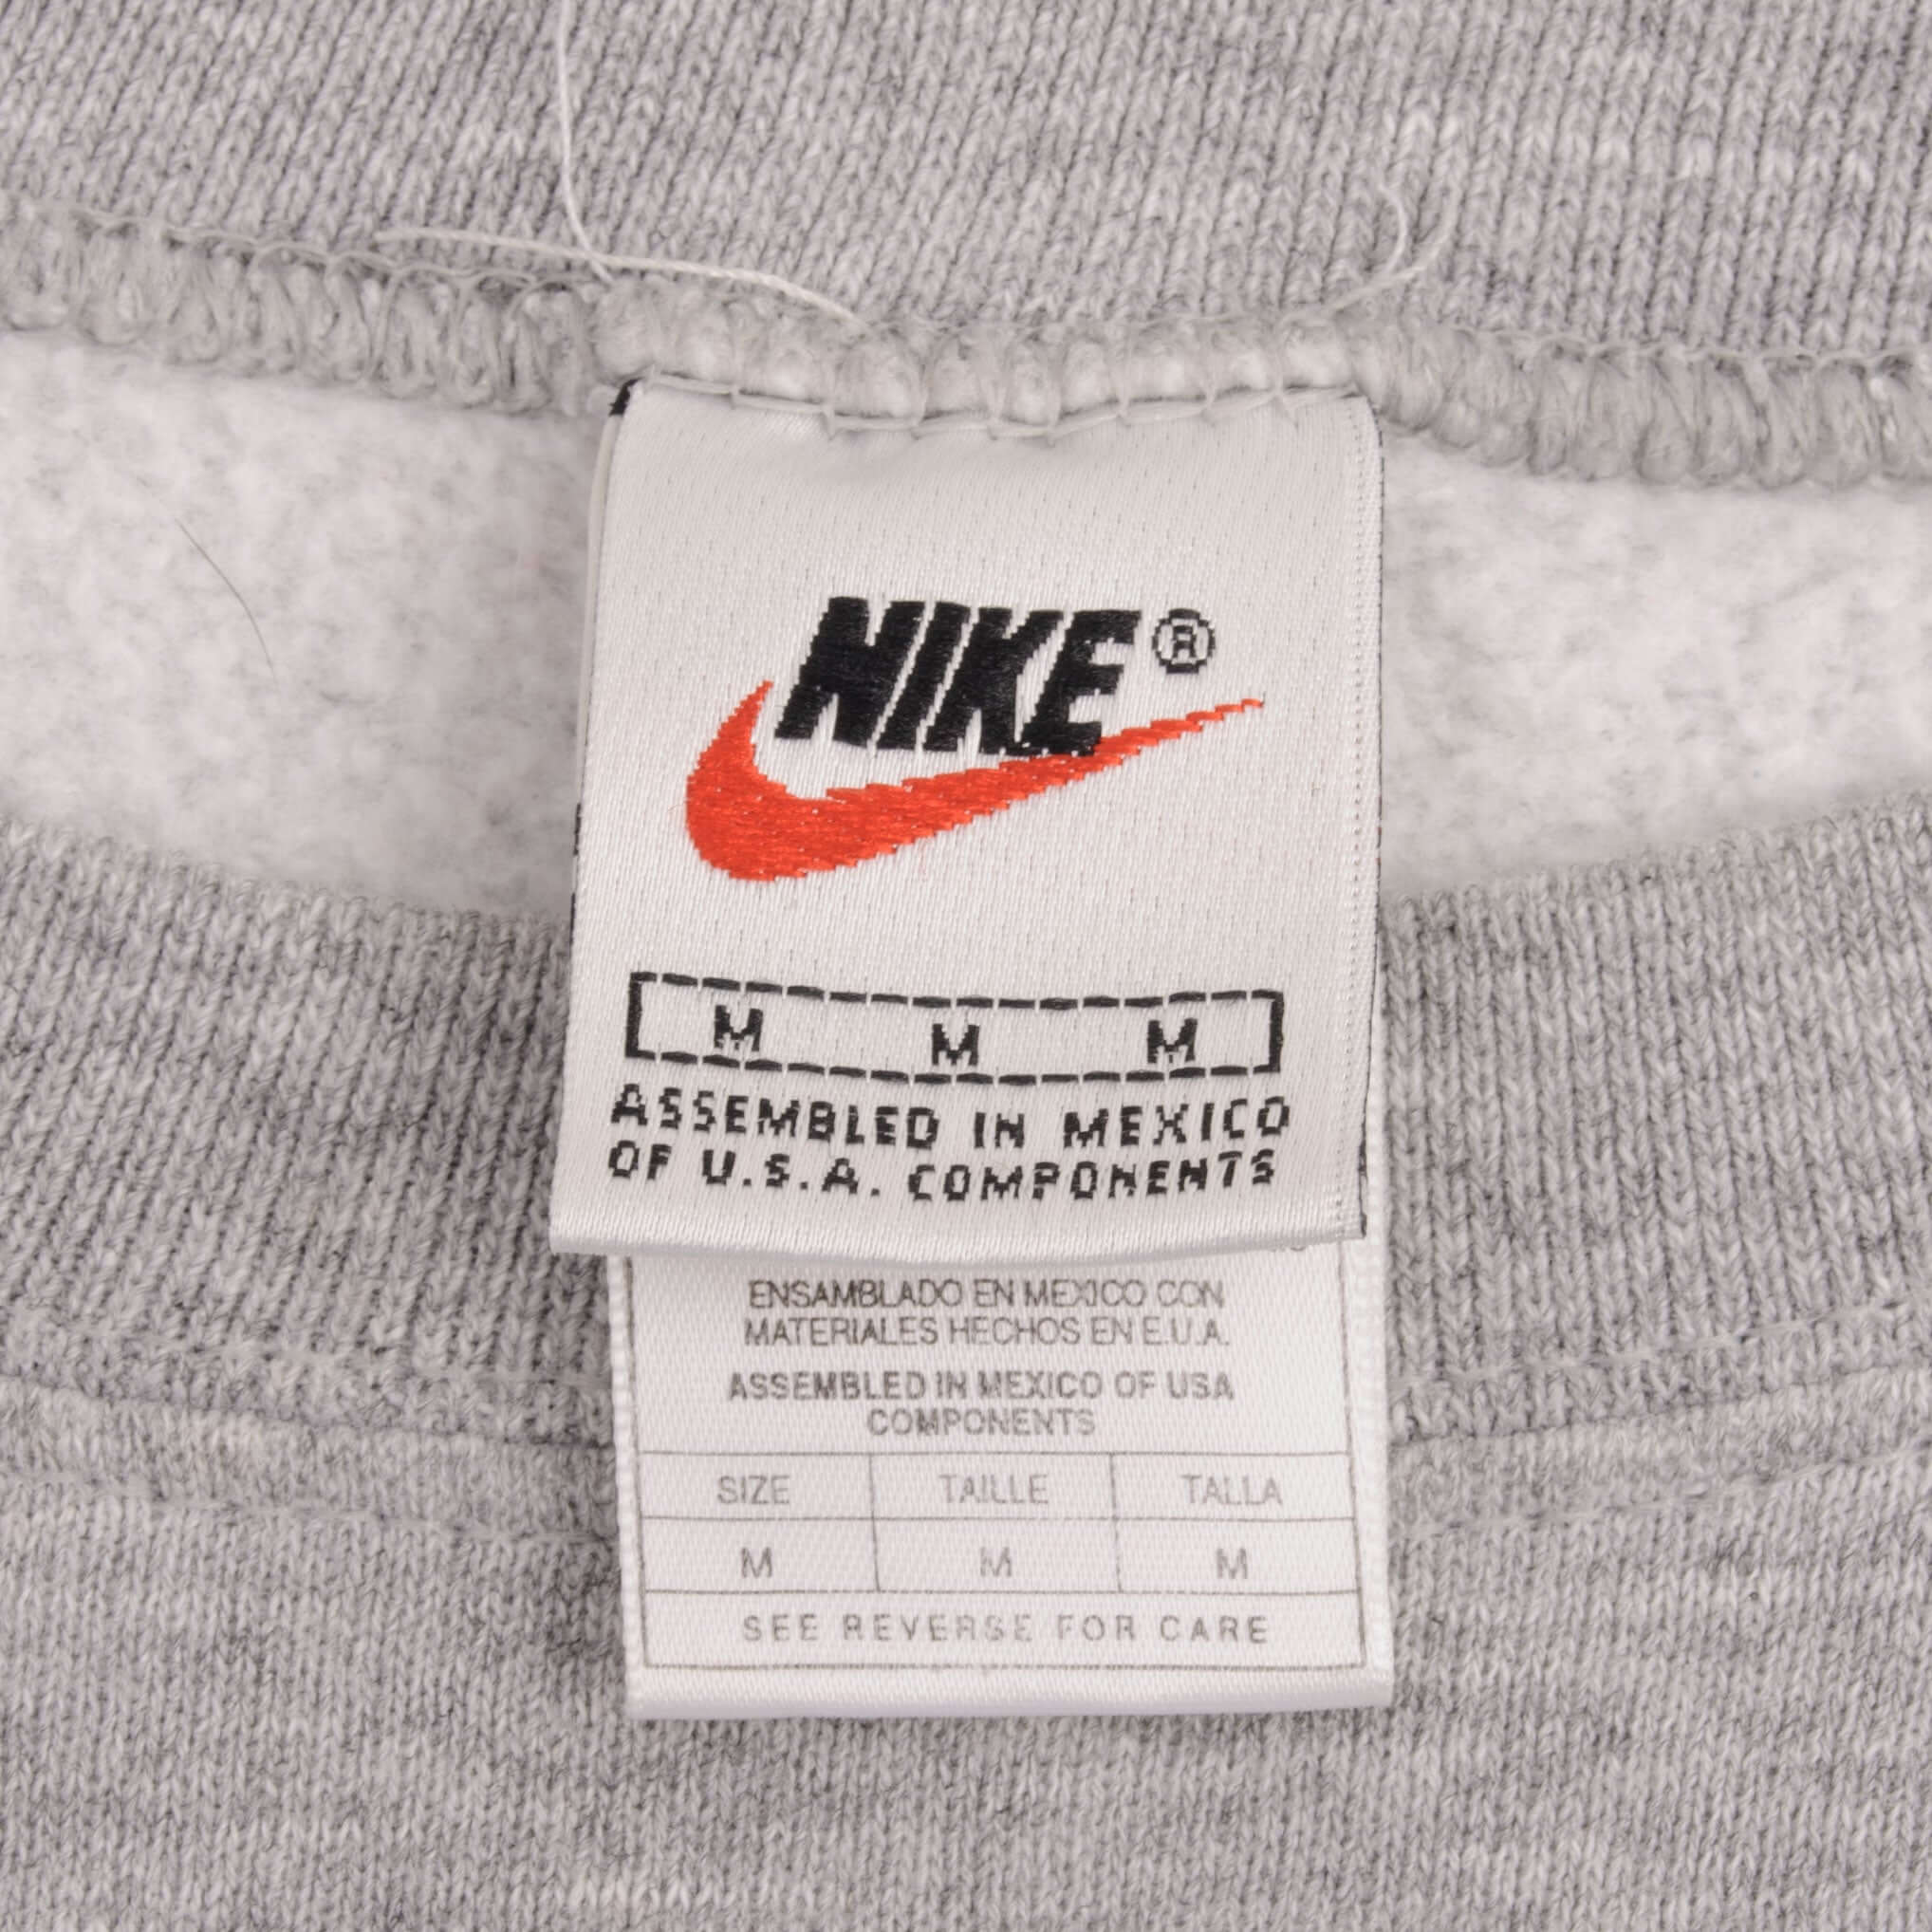 NIKE®
M M M
ASSEMBLED IN MEXICO
OF U.S.A. COMPONENTS
ENSAMBLADO EN MEXICO CON
MATERIALES HECHOS EN E.U.A.
ASSEMBLED IN MEXICO OF USA
COMPONENTS
SIZE TAILLE TALLA
M M M
SEE REVERSE FOR CARE